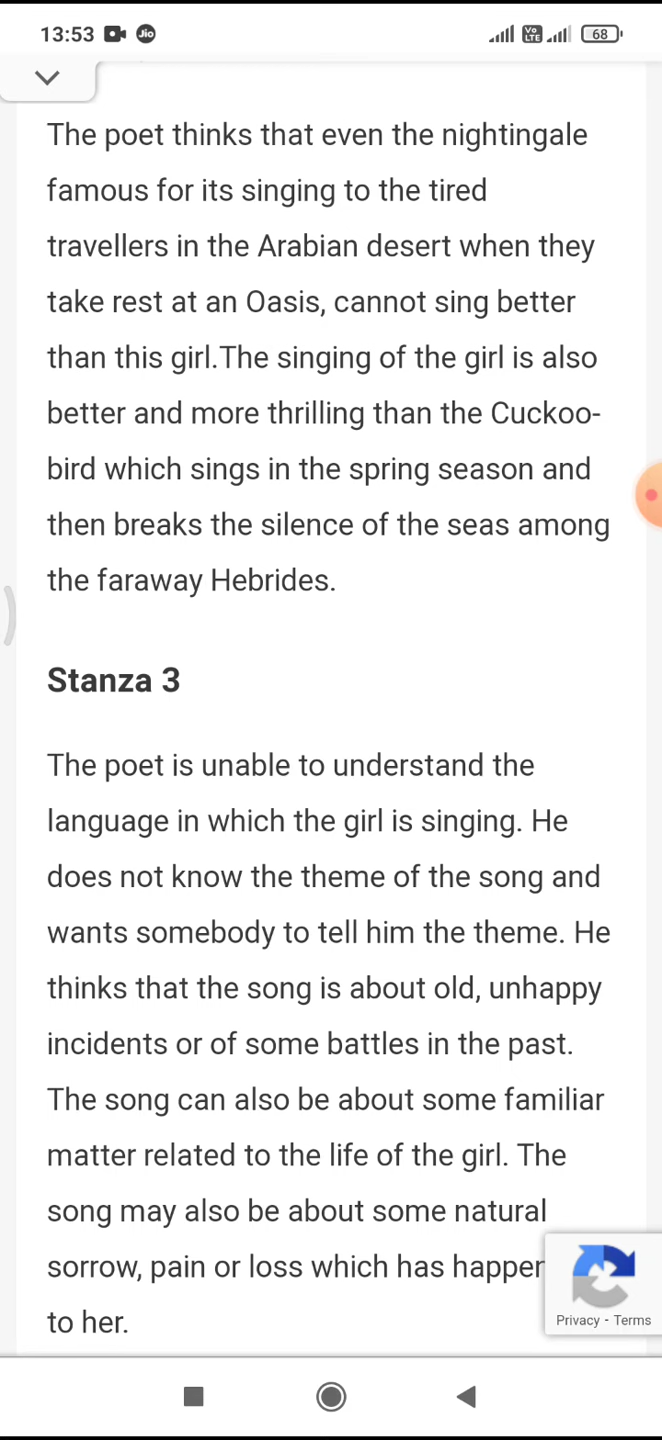 13:53 Jio Vo LTE 68
The poet thinks that even the nightingale
famous for its singing to the tired
travellers in the Arabian desert when they
take rest at an Oasis, cannot sing better
than this girl.The singing of the girl is also
better and more thrilling than the Cuckoo-
bird which sings in the spring season and
then breaks the silence of the seas among
the faraway Hebrides.
Stanza 3
The poet is unable to understand the
language in which the girl is singing. He
does not know the theme of the song and
wants somebody to tell him the theme. He
thinks that the song is about old, unhappy
incidents or of some battles in the past.
The song can also be about some familiar
matter related to the life of the girl. The
song may also be about some natural
sorrow, pain or loss which has happen
to her.
Privacy - Terms